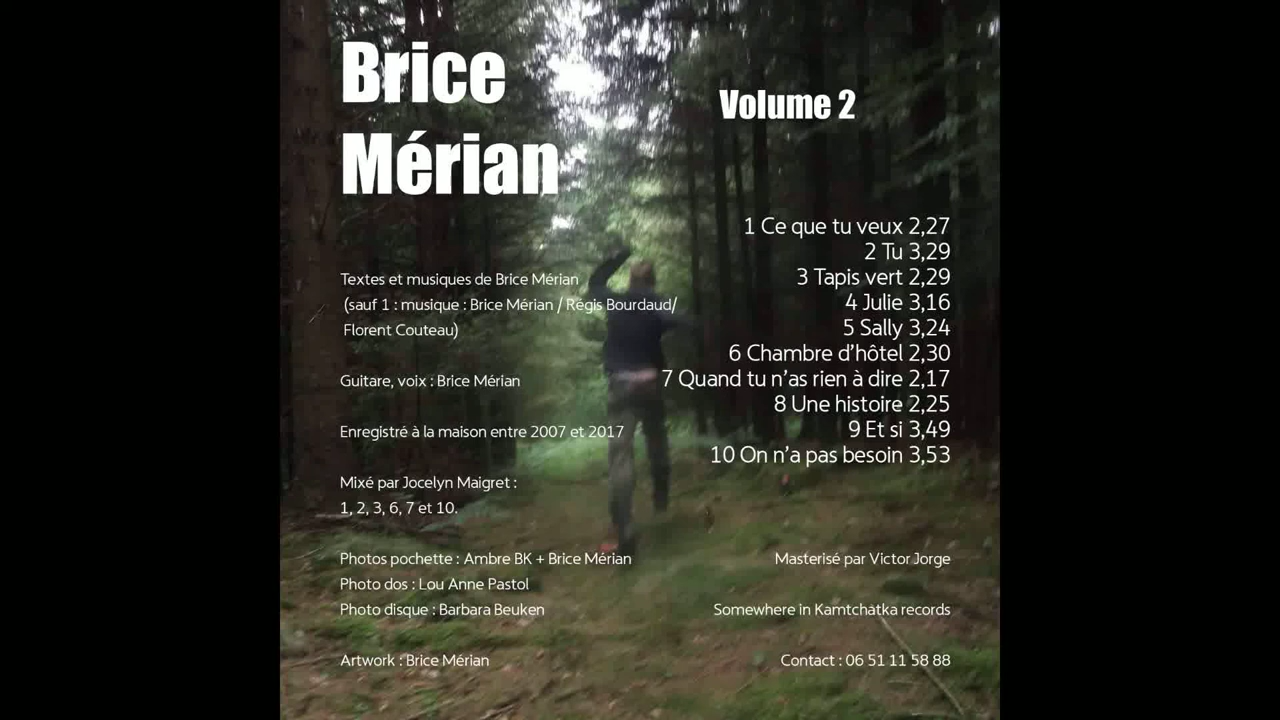 Brice
Mérian
Volume 2
1 Ce que tu veux 2,27
2 Tu 3,29
3 Tapis vert 2,29
4 Julie 3,16
5 Sally 3,24
6 Chambre d’hôtel 2,30
7 Quand tu n’as rien à dire 2,17
8 Une histoire 2,25
9 Et si 3,49
10 On n’a pas besoin 3,53
Textes et musiques de Brice Mérian
(sauf 1 : musique : Brice Mérian / Régis Bourdaud/
Florent Couteau)
Guitare, voix : Brice Mérian
Enregistré à la maison entre 2007 et 2017
Mixé par Jocelyn Maigret :
1, 2, 3, 6, 7 et 10.
Photos pochette : Ambre BK + Brice Mérian
Photo dos : Lou Anne Pastol
Photo disque : Barbara Beuken
Artwork : Brice Mérian
Masterisé par Victor Jorge
Somewhere in Kamtchatka records
Contact : 06 51 11 58 88